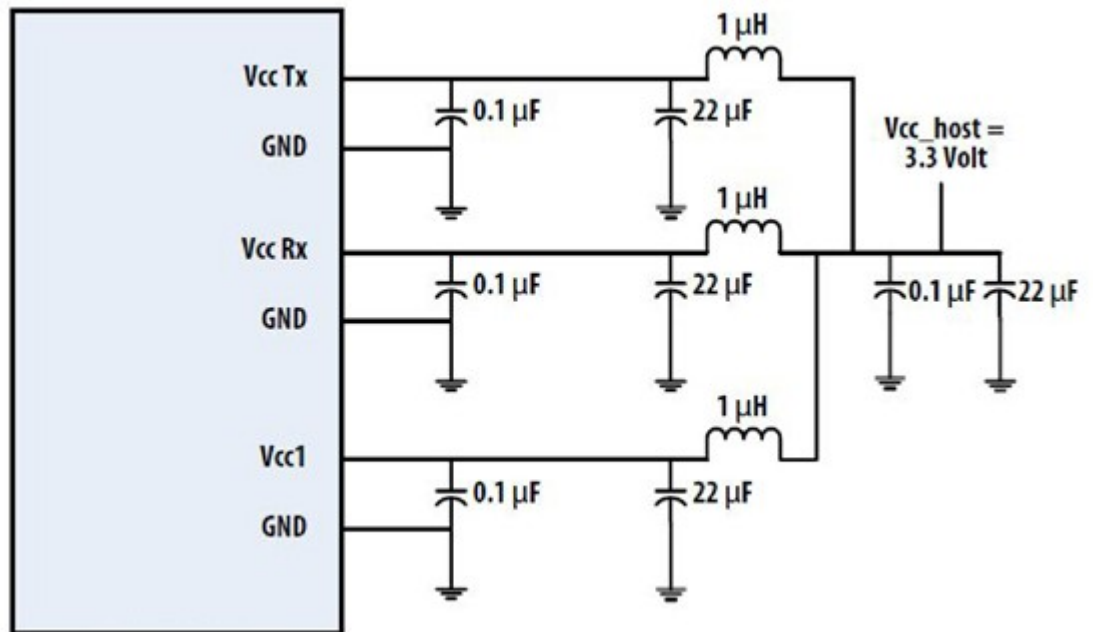 1 μH
Vcc Tx
0.1 μF
22 μF
Vcc_host =
3.3 Volt
GND
1 μH
Vcc Rx
0.1 μF
22 μF
0.1 μF
22 μF
GND
1 μH
Vcc1
0.1 μF
22 μF
GND